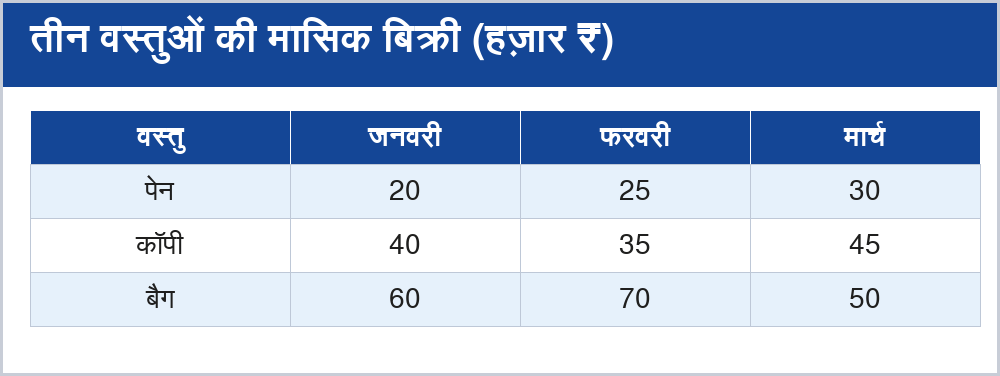 तीन वस्तुओं की मासिक बिक्री (हज़ार ₹)
वस्तु जनवरी फरवरी मार्च
पेन 20 25 30
कॉपी 40 35 45
बैग 60 70 50